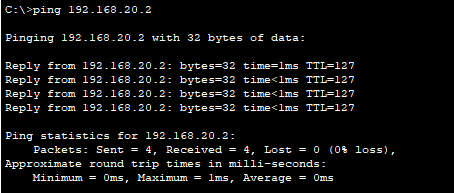 C:\>ping 192.168.20.2
Pinging 192.168.20.2 with 32 bytes of data:
Reply from 192.168.20.2: bytes=32 time=1ms TTL=127
Reply from 192.168.20.2: bytes=32 time<1ms TTL=127
Reply from 192.168.20.2: bytes=32 time<1ms TTL=127
Reply from 192.168.20.2: bytes=32 time<1ms TTL=127
Ping statistics for 192.168.20.2:
Packets: Sent = 4, Received = 4, Lost = 0 (0% loss),
Approximate round trip times in milli-seconds:
Minimum = 0ms, Maximum = 1ms, Average = 0ms